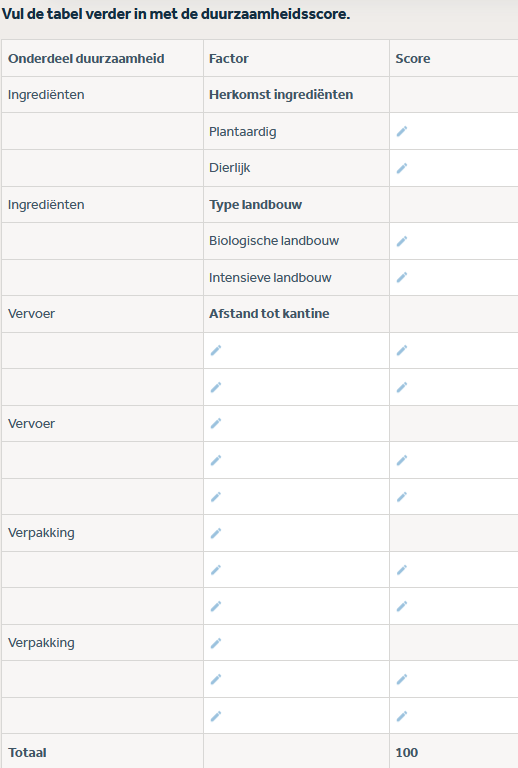 Vul de tabel verder in met de duurzaamheidsscore.
Onderdeel duurzaamheid Factor Score
Ingrediënten Herkomst ingrediënten
Plantaardig
Dierlijk
Ingrediënten Type landbouw
Biologische landbouw
Intensieve landbouw
Vervoer Afstand tot kantine
Vervoer
Verpakking
Verpakking
Totaal 100